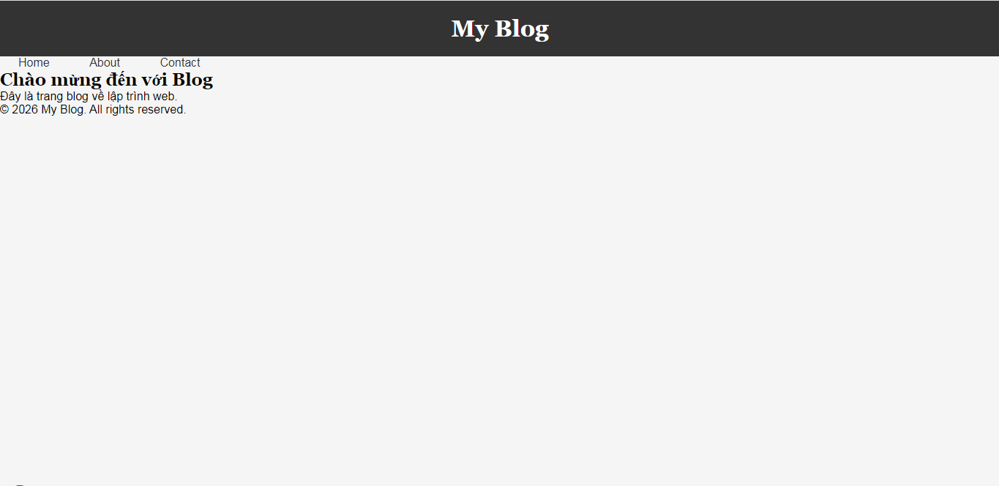 My Blog
Home About Contact
Chào mừng đến với Blog
Đây là trang blog về lập trình web.
© 2026 My Blog. All rights reserved.